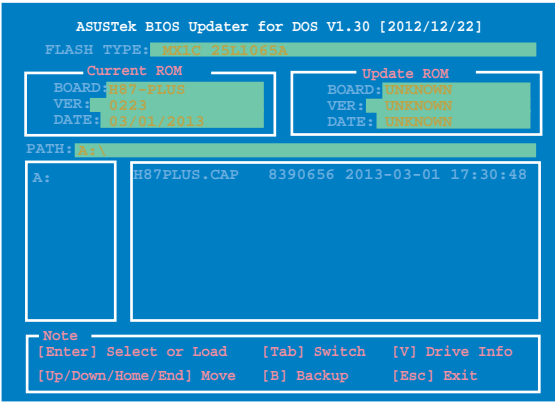 ASUSTek BIOS Updater for DOS V1.30 [2012/12/22]
FLASH TYPE: MXIC 25L1065A
Current ROM
BOARD: H87-PLUS
VER: 0223
DATE: 03/01/2013
Update ROM
BOARD: UNKNOWN
VER: UNKNOWN
DATE: UNKNOWN
PATH: A:\
A:
H87PLUS.CAP 8390656 2013-03-01 17:30:48
Note
[Enter] Select or Load [Tab] Switch [V] Drive Info
[Up/Down/Home/End] Move [B] Backup [Esc] Exit